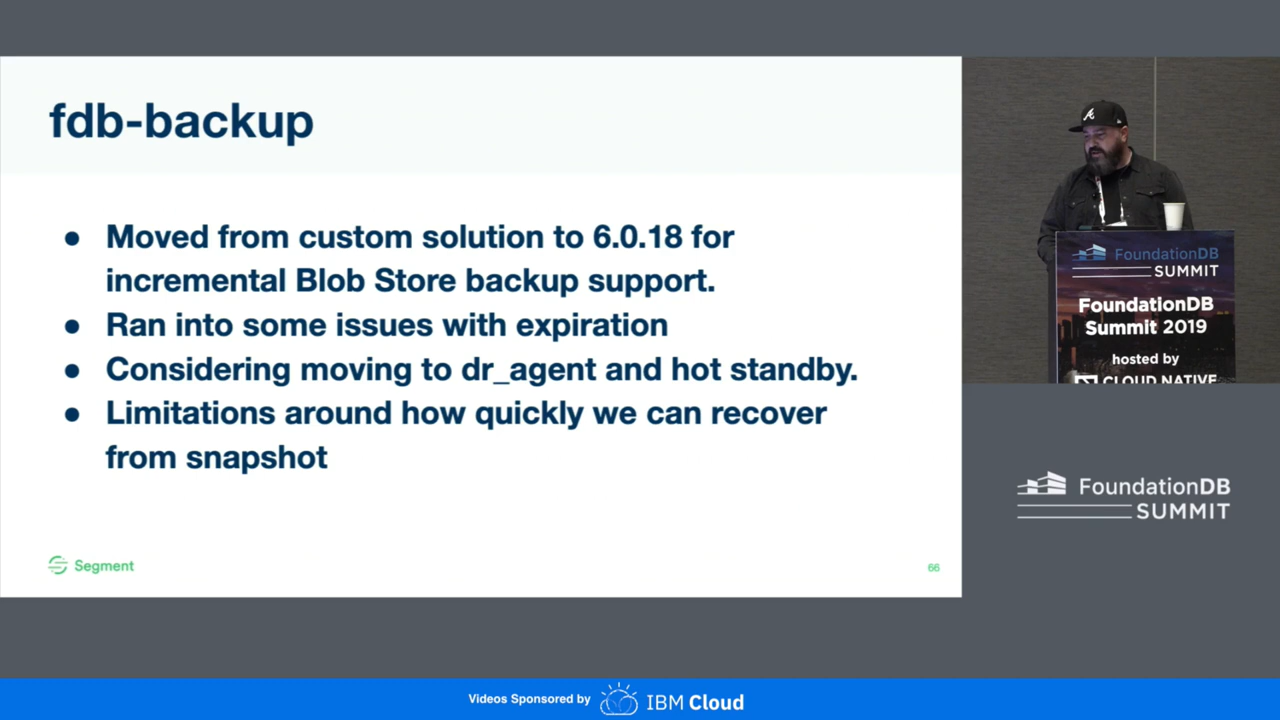 fdb-backup
● Moved from custom solution to 6.0.18 for
incremental Blob Store backup support.
● Ran into some issues with expiration
● Considering moving to dr_agent and hot standby.
● Limitations around how quickly we can recover
from snapshot
Segment
66
FoundationDB
SUMMIT
FoundationDB
Summit 2019
hosted by
CLOUD NATIVE
FoundationDB
SUMMIT
Videos Sponsored by
IBM Cloud